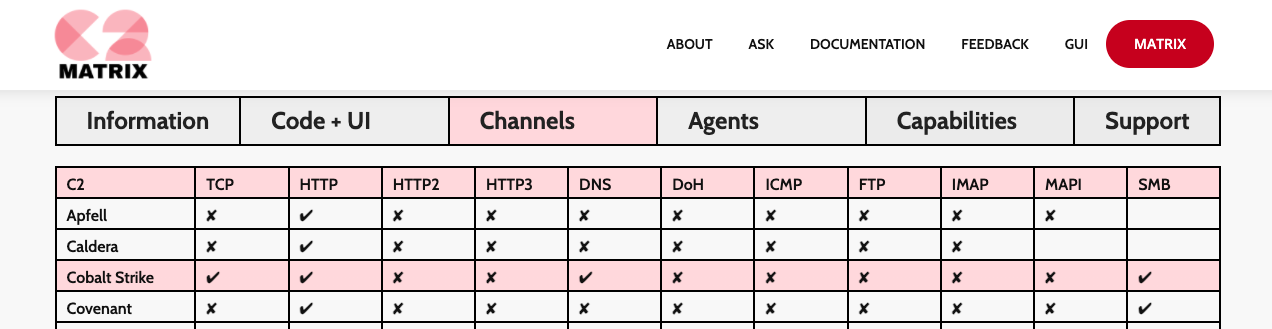 C2
MATRIX
ABOUT ASK DOCUMENTATION FEEDBACK GUI MATRIX
Information Code + UI Channels Agents Capabilities Support
C2 TCP HTTP HTTP2 HTTP3 DNS DoH ICMP FTP IMAP MAPI SMB
Apfell ✘ ✔ ✘ ✘ ✘ ✘ ✘ ✘ ✘ ✘
Caldera ✘ ✔ ✘ ✘ ✘ ✘ ✘ ✘ ✘
Cobalt Strike ✔ ✔ ✘ ✘ ✔ ✘ ✘ ✘ ✘ ✘ ✔
Covenant ✘ ✔ ✘ ✘ ✘ ✘ ✘ ✘ ✘ ✘ ✔